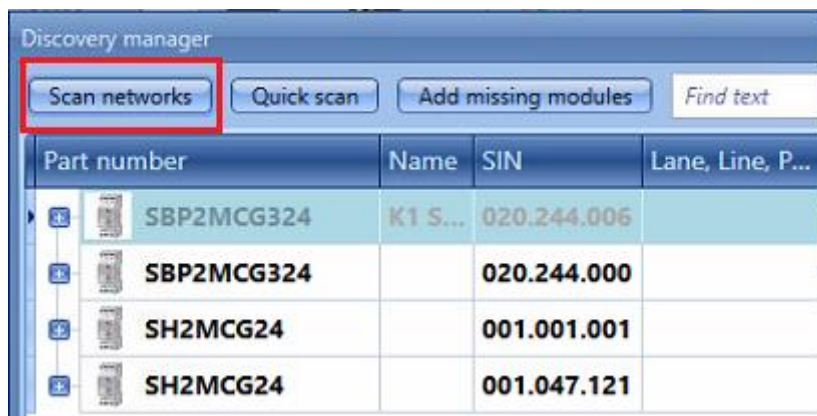 Discovery manager
Scan networks Quick scan Add missing modules Find text
Part number Name SIN Lane, Line, P...
SBP2MCG324 K1 S... 020.244.006
SBP2MCG324 020.244.000
SH2MCG24 001.001.001
SH2MCG24 001.047.121